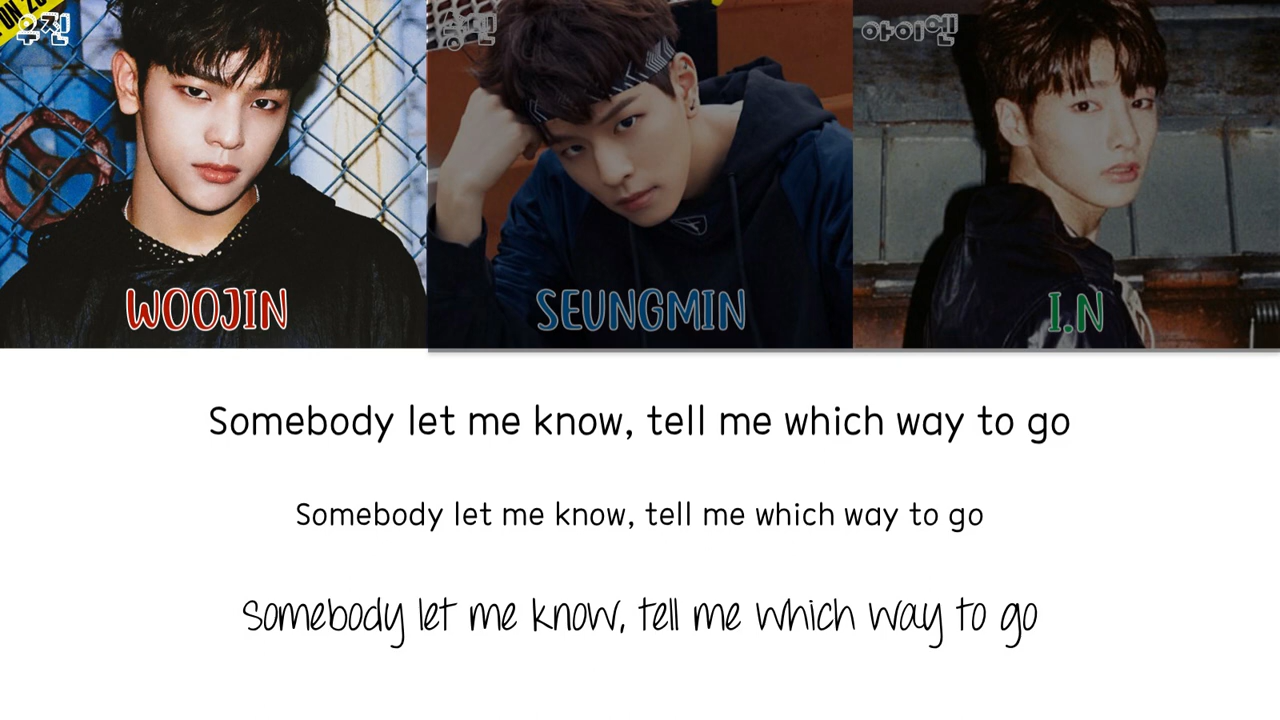 ON 20
우진
승민
아이엔
WOOJIN
SEUNGMIN
I.N
Somebody let me know, tell me which way to go
Somebody let me know, tell me which way to go
Somebody let me know, tell me which way to go